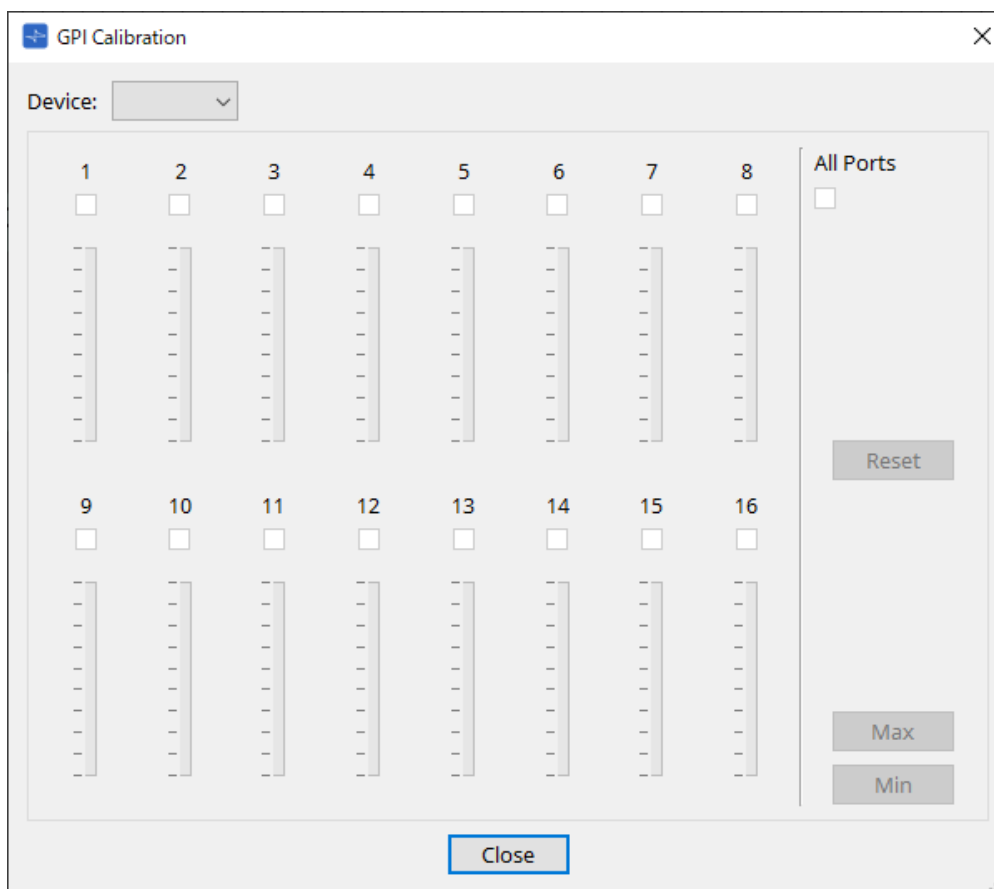 GPI Calibration
Device:
1 2 3 4 5 6 7 8
All Ports
Reset
9 10 11 12 13 14 15 16
Max
Min
Close